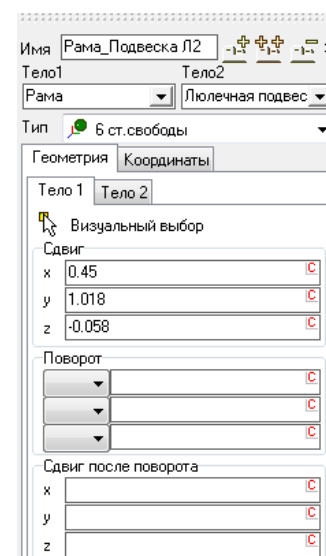 Имя Рама_Подвеска Л2
Тело1 Тело2
Рама Люлечная подвес
Тип 6 ст.свободы
Геометрия Координаты
Тело 1 Тело 2
Визуальный выбор
Сдвиг
x 0.45 C
y 1.018 C
z -0.058 C
Поворот
C
C
C
Сдвиг после поворота
x C
y C
z C